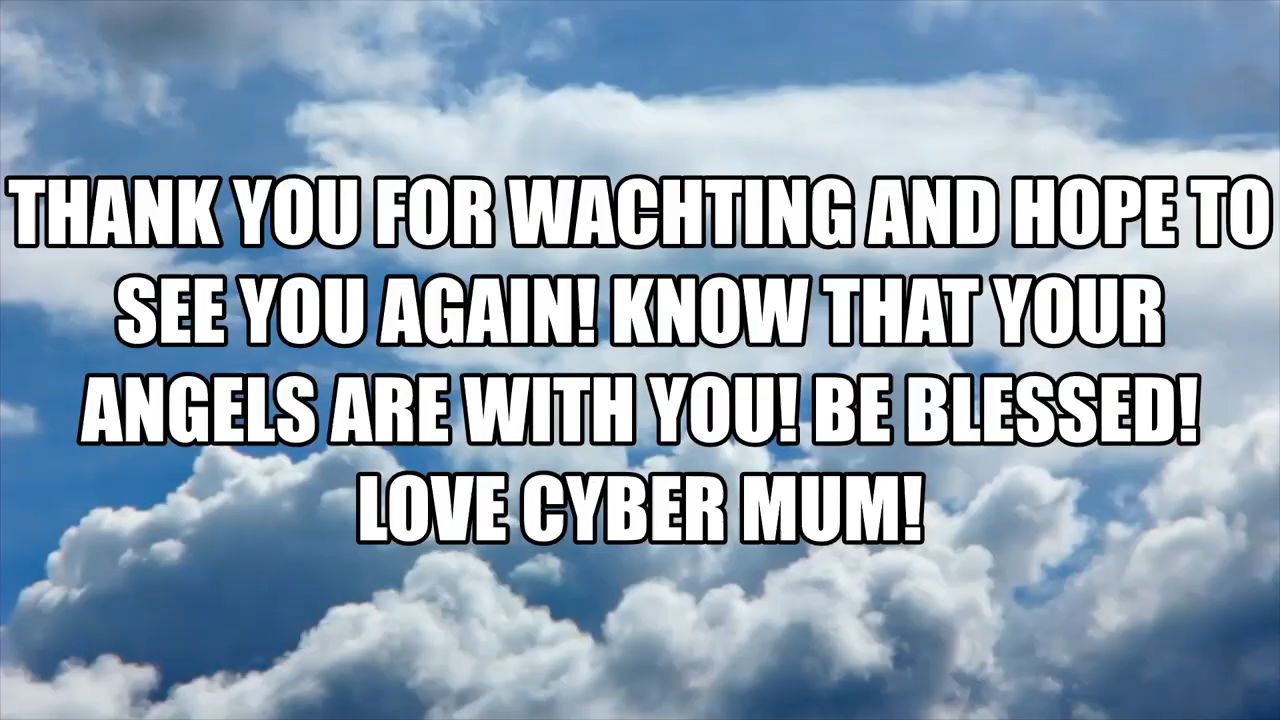 THANK YOU FOR WACHTING AND HOPE TO
SEE YOU AGAIN! KNOW THAT YOUR
ANGELS ARE WITH YOU! BE BLESSED!
LOVE CYBER MUM!